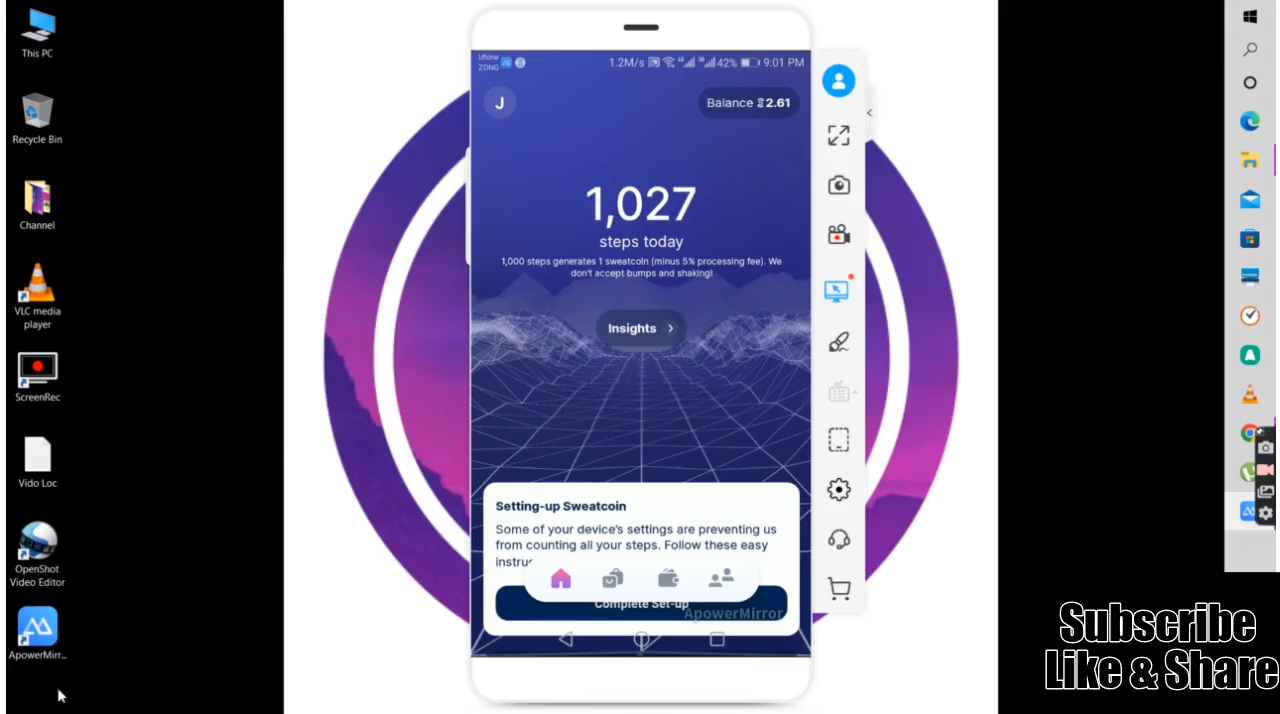 This PC
Recycle Bin
Channel
VLC media
player
ScreenRec
Vido Loc
OpenShot
Video Editor
ApowerMirr...
Ufone
ZONG
1.2M/s
42%
9:01 PM
J
Balance 2.61
1,027
steps today
1,000 steps generates 1 sweatcoin (minus 5% processing fee). We
don't accept bumps and shaking!
Insights >
Setting-up Sweatcoin
Some of your device's settings are preventing us
from counting all your steps. Follow these easy
Complete Set-up
ApowerMirror
Subscribe
Like & Share